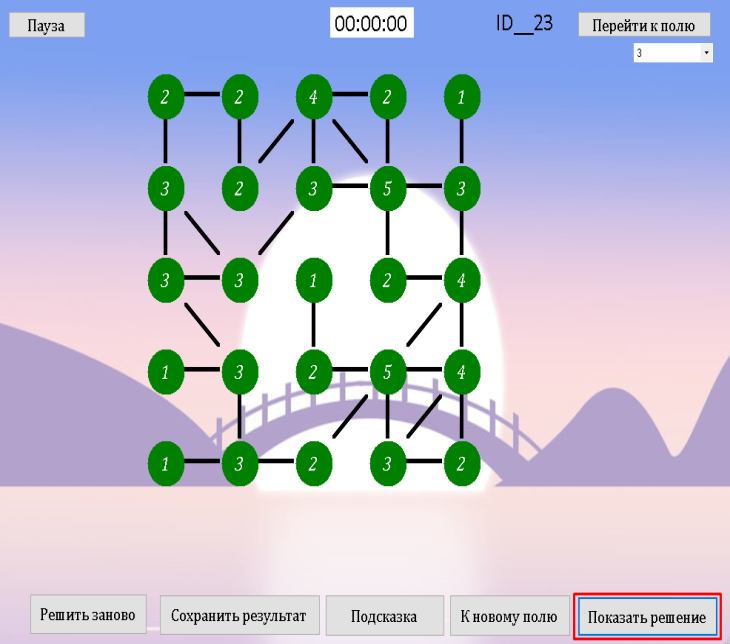 Пауза 00:00:00 ID__23 Перейти к полю
3
2 2 4 2 1
3 2 3 5 3
3 3 1 2 4
1 3 2 5 4
1 3 2 3 2
Решить заново Сохранить результат Подсказка К новому полю Показать решение